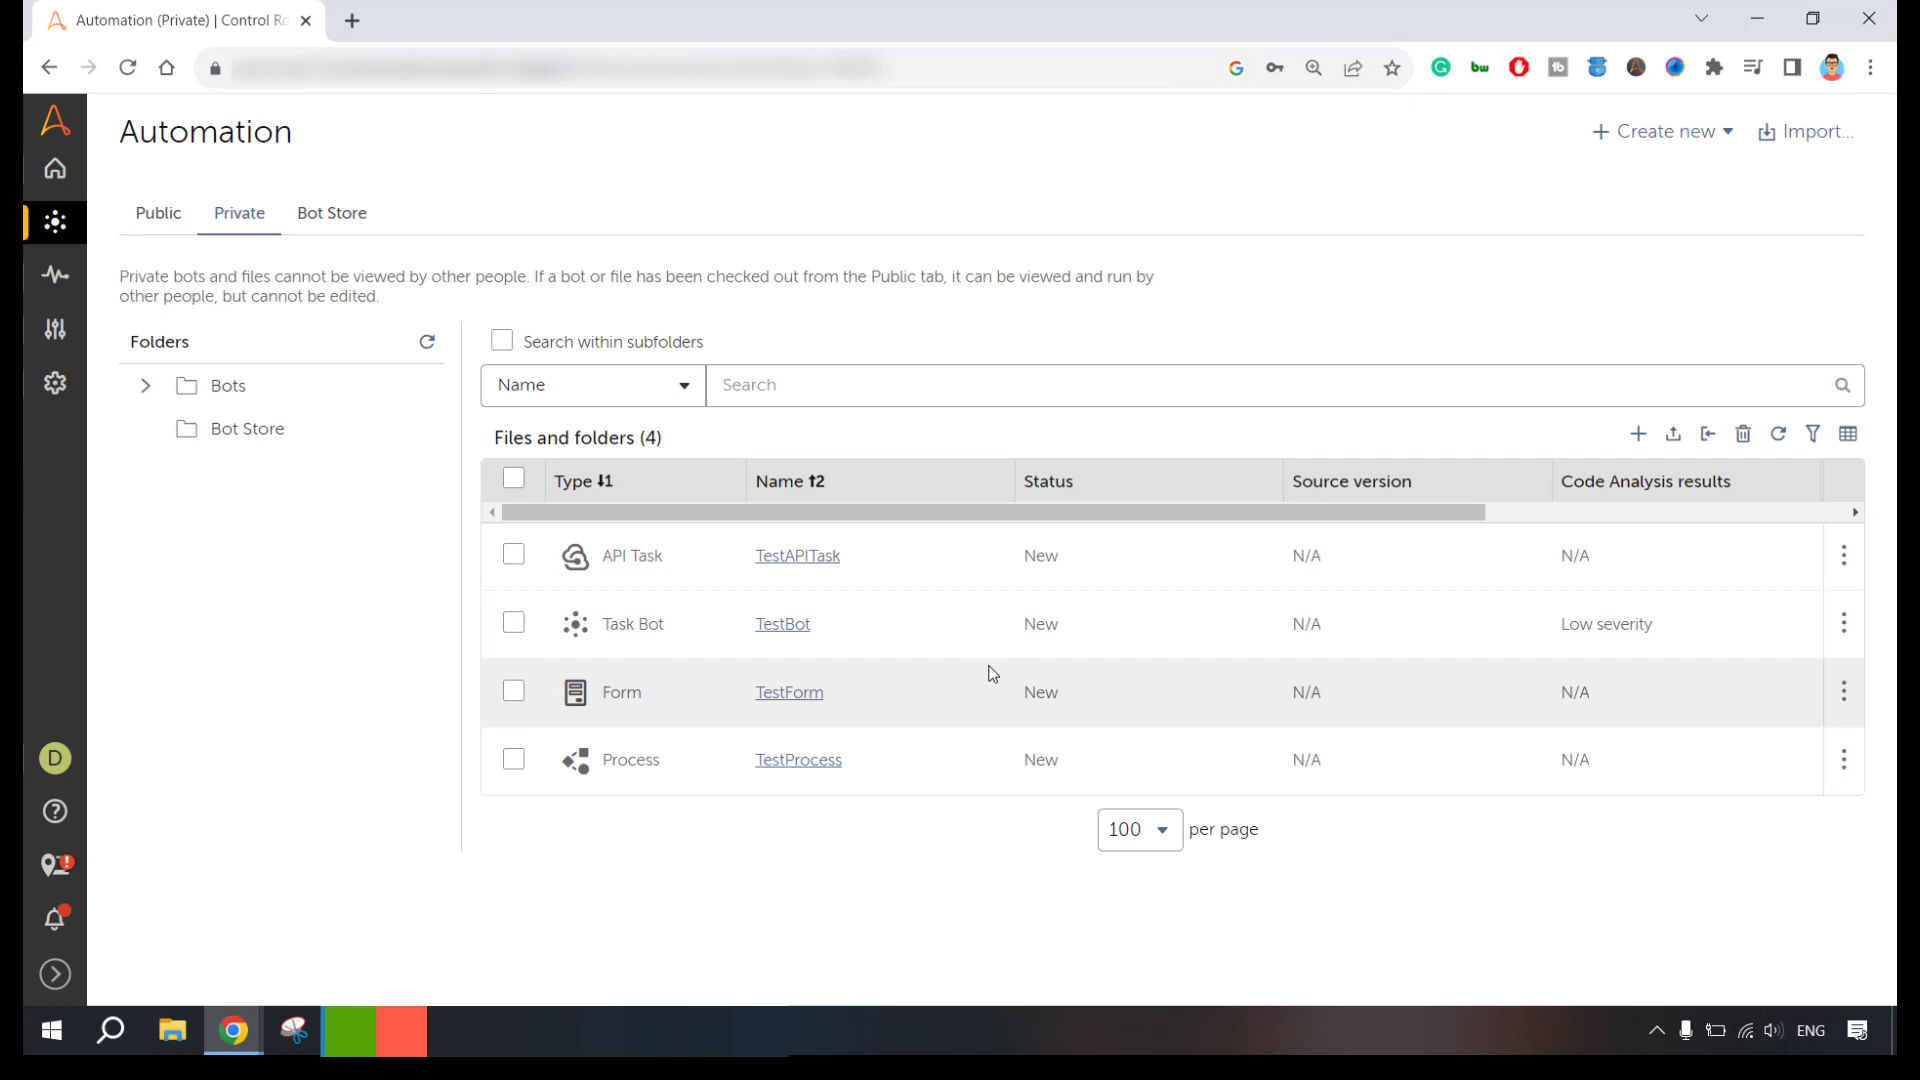 Automation (Private) | Control Ro
Automation
Create new
Import...
Public
Private
Bot Store
Private bots and files cannot be viewed by other people. If a bot or file has been checked out from the Public tab, it can be viewed and run by
other people, but cannot be edited.
Folders
Bots
Bot Store
Search within subfolders
Name
Search
Files and folders (4)
Type 1 Name 2 Status Source version Code Analysis results
API Task TestAPITask New N/A N/A
Task Bot TestBot New N/A Low severity
Form TestForm New N/A N/A
Process TestProcess New N/A N/A
100 per page
D
ENG